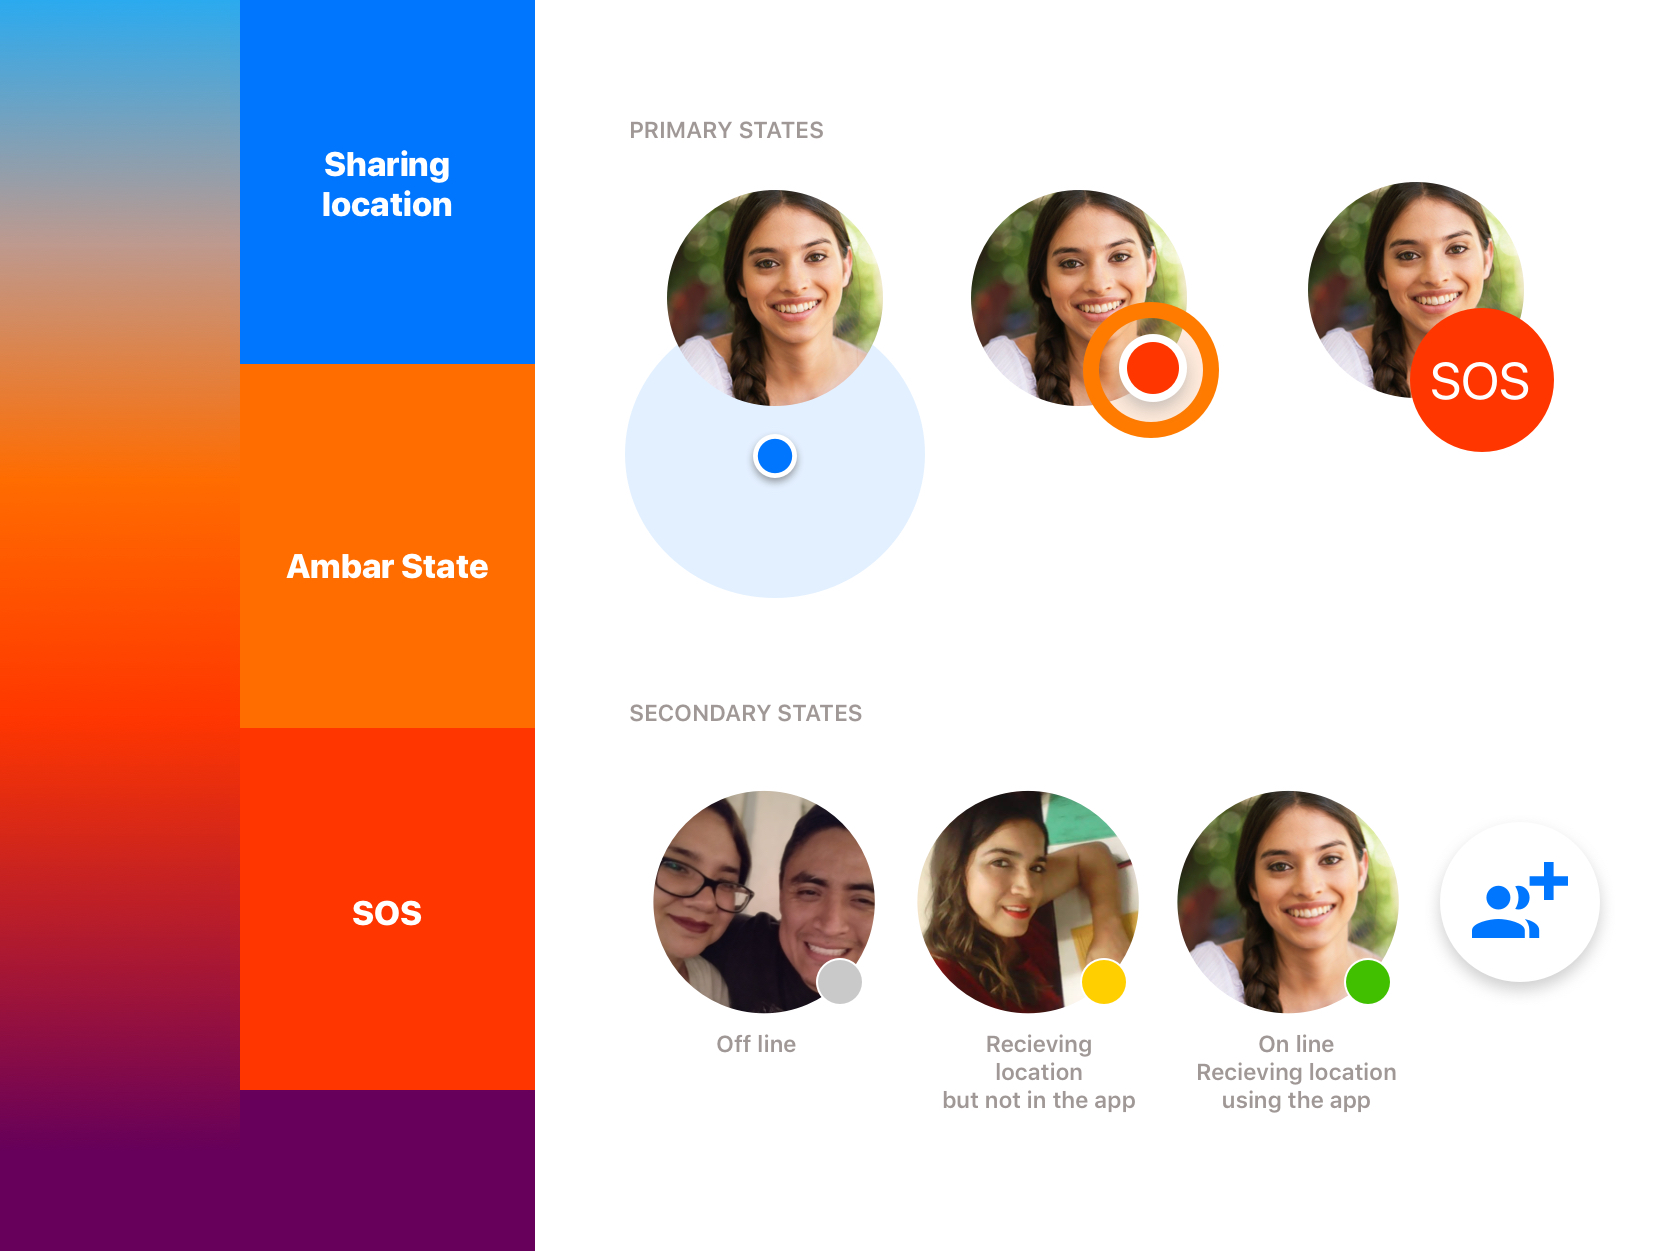 Sharing
location
Ambar State
SOS
PRIMARY STATES
SOS
SECONDARY STATES
Off line
Recieving
location
but not in the app
On line
Recieving location
using the app